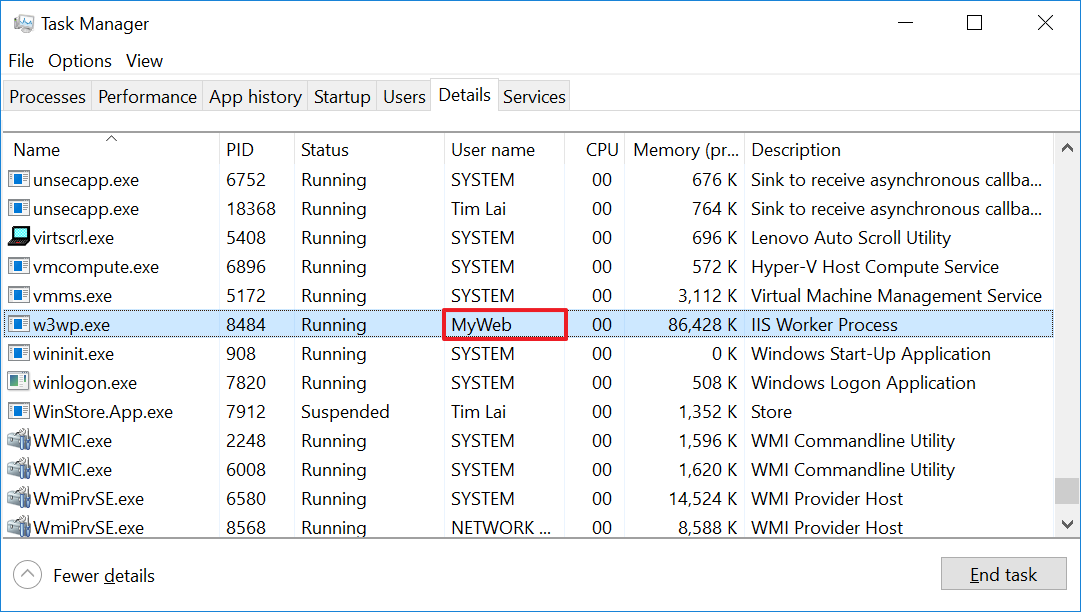 Task Manager
File Options View
Processes Performance App history Startup Users Details Services
Name PID Status User name CPU Memory (pr... Description
unsecapp.exe 6752 Running SYSTEM 00 676 K Sink to receive asynchronous callba...
unsecapp.exe 18368 Running Tim Lai 00 764 K Sink to receive asynchronous callba...
virtscrl.exe 5408 Running SYSTEM 00 696 K Lenovo Auto Scroll Utility
vmcompute.exe 6896 Running SYSTEM 00 572 K Hyper-V Host Compute Service
vmms.exe 5172 Running SYSTEM 00 3,112 K Virtual Machine Management Service
w3wp.exe 8484 Running MyWeb 00 86,428 K IIS Worker Process
wininit.exe 908 Running SYSTEM 00 0 K Windows Start-Up Application
winlogon.exe 7820 Running SYSTEM 00 508 K Windows Logon Application
WinStore.App.exe 7912 Suspended Tim Lai 00 1,352 K Store
WMIC.exe 2248 Running SYSTEM 00 1,596 K WMI Commandline Utility
WMIC.exe 6008 Running SYSTEM 00 1,620 K WMI Commandline Utility
WmiPrvSE.exe 6580 Running SYSTEM 00 14,524 K WMI Provider Host
WmiPrvSE.exe 8568 Running NETWORK ... 00 8,588 K WMI Provider Host
Fewer details End task